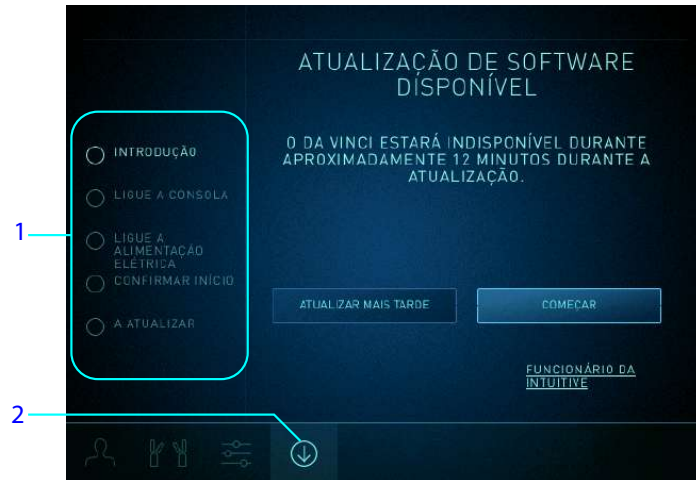 ATUALIZAÇÃO DE SOFTWARE
DISPONÍVEL
O DA VINCI ESTARÁ INDISPONÍVEL DURANTE
APROXIMADAMENTE 12 MINUTOS DURANTE A
ATUALIZAÇÃO.
1
INTRODUÇÃO
LIGUE A CONSOLA
LIGUE A
ALIMENTAÇÃO
ELÉTRICA
CONFIRMAR INÍCIO
A ATUALIZAR
ATUALIZAR MAIS TARDE
COMEÇAR
FUNCIONÁRIO DA
INTUITIVE
2